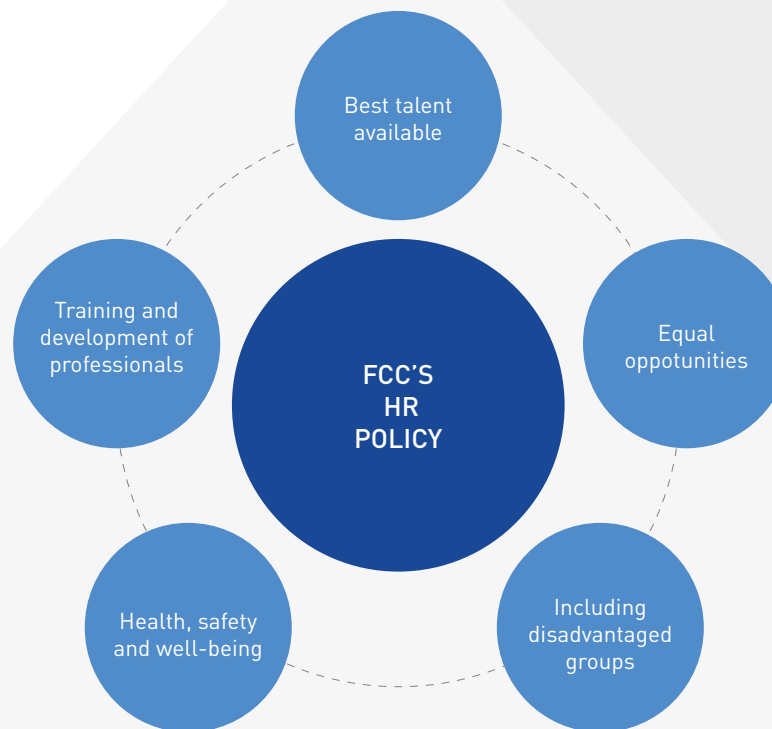 Best talent
available
Training and
development of
professionals
Equal
oppotunities
FCC'S
HR
POLICY
Health, safety
and well-being
Including
disadvantaged
groups